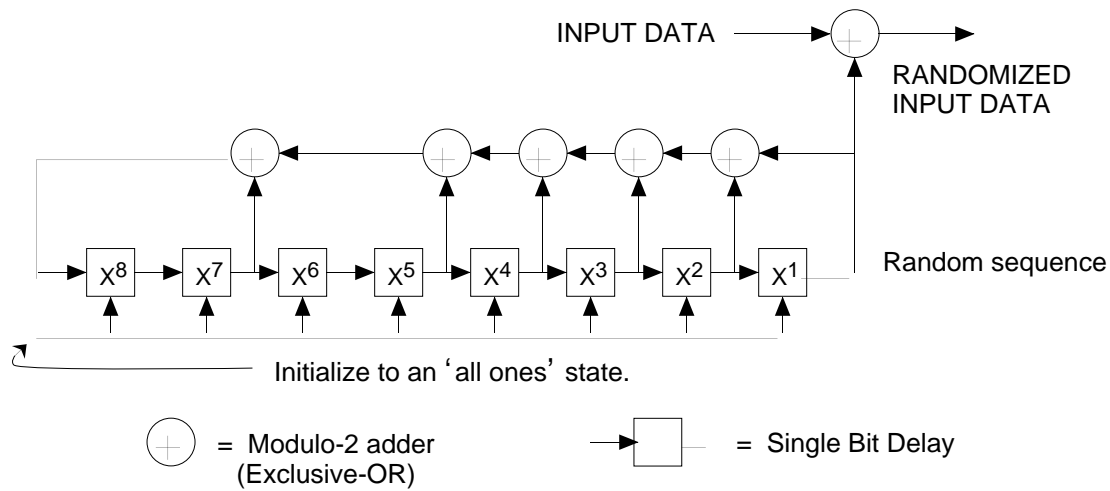 INPUT DATA
RANDOMIZED
INPUT DATA
X8 X7 X6 X5 X4 X3 X2 X1
Random sequence
Initialize to an ‘all ones’ state.
= Modulo-2 adder
(Exclusive-OR)
= Single Bit Delay